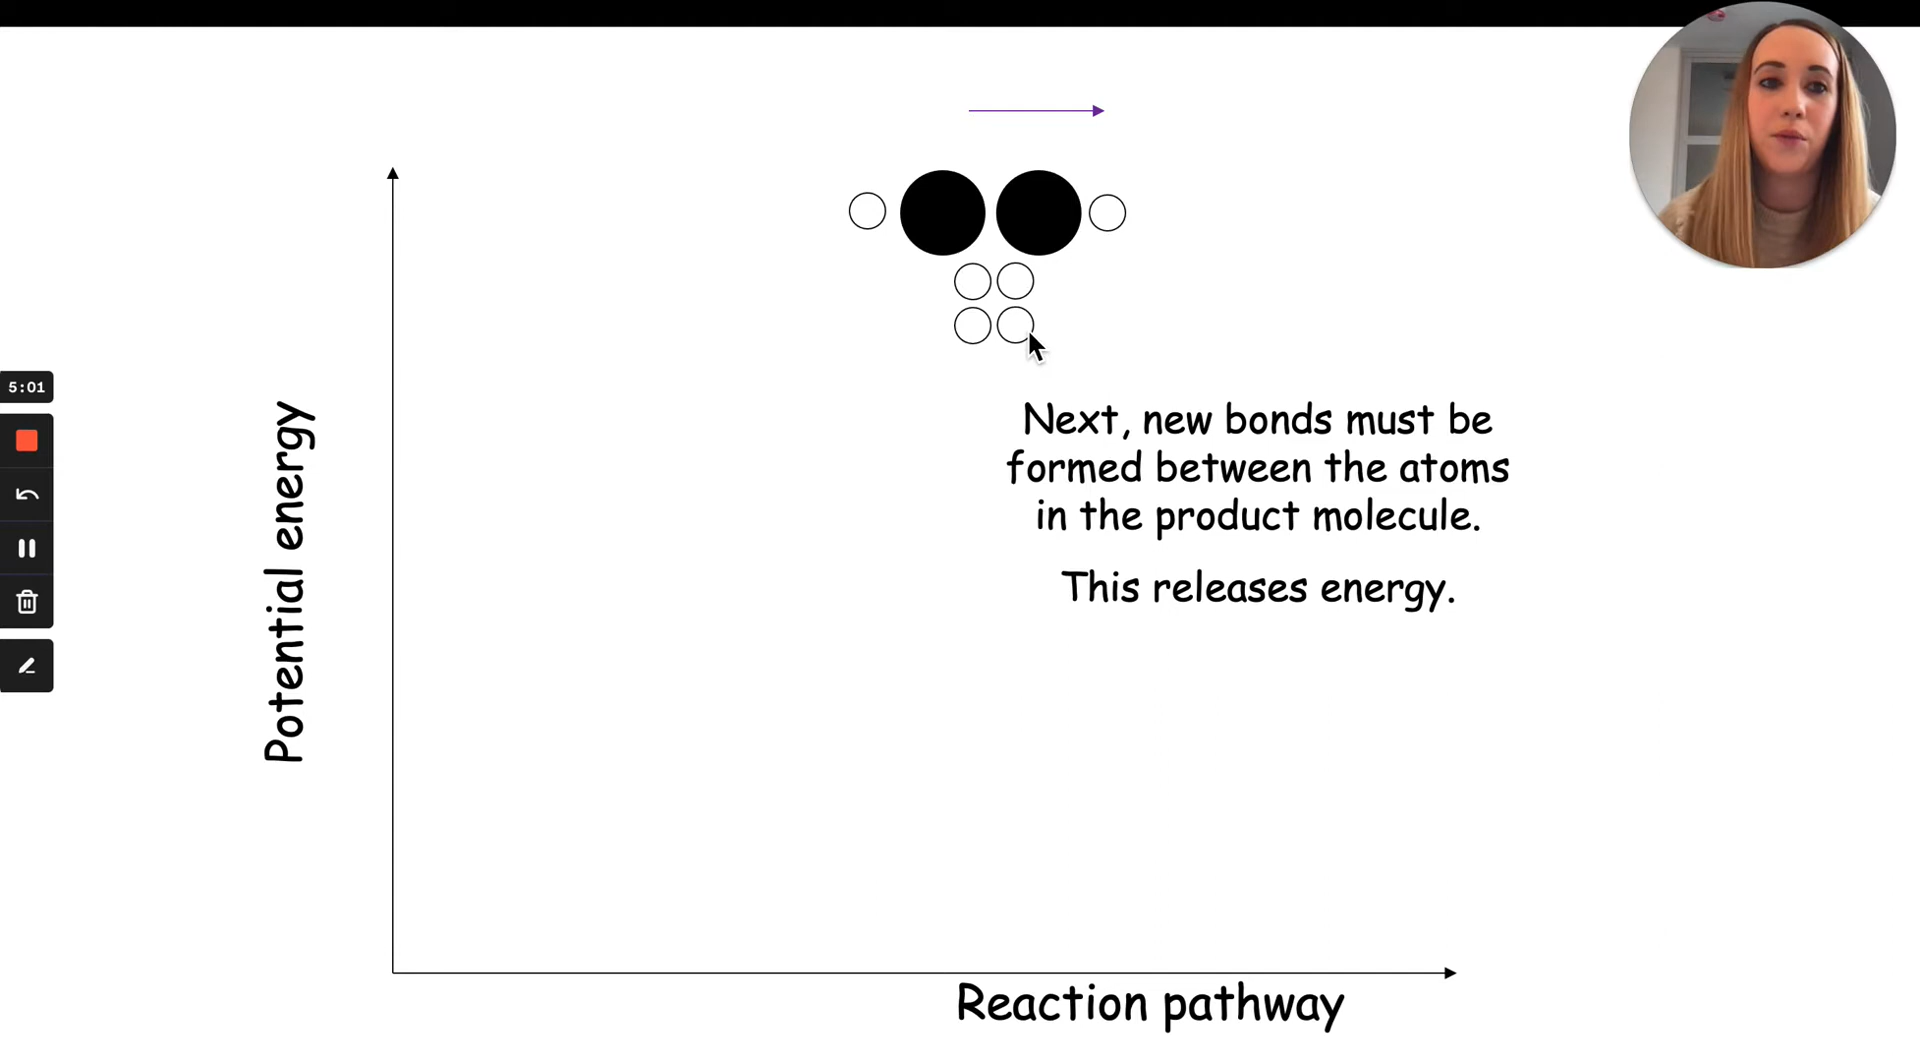 5:01
Potential energy
Next, new bonds must be
formed between the atoms
in the product molecule.
This releases energy.
Reaction pathway